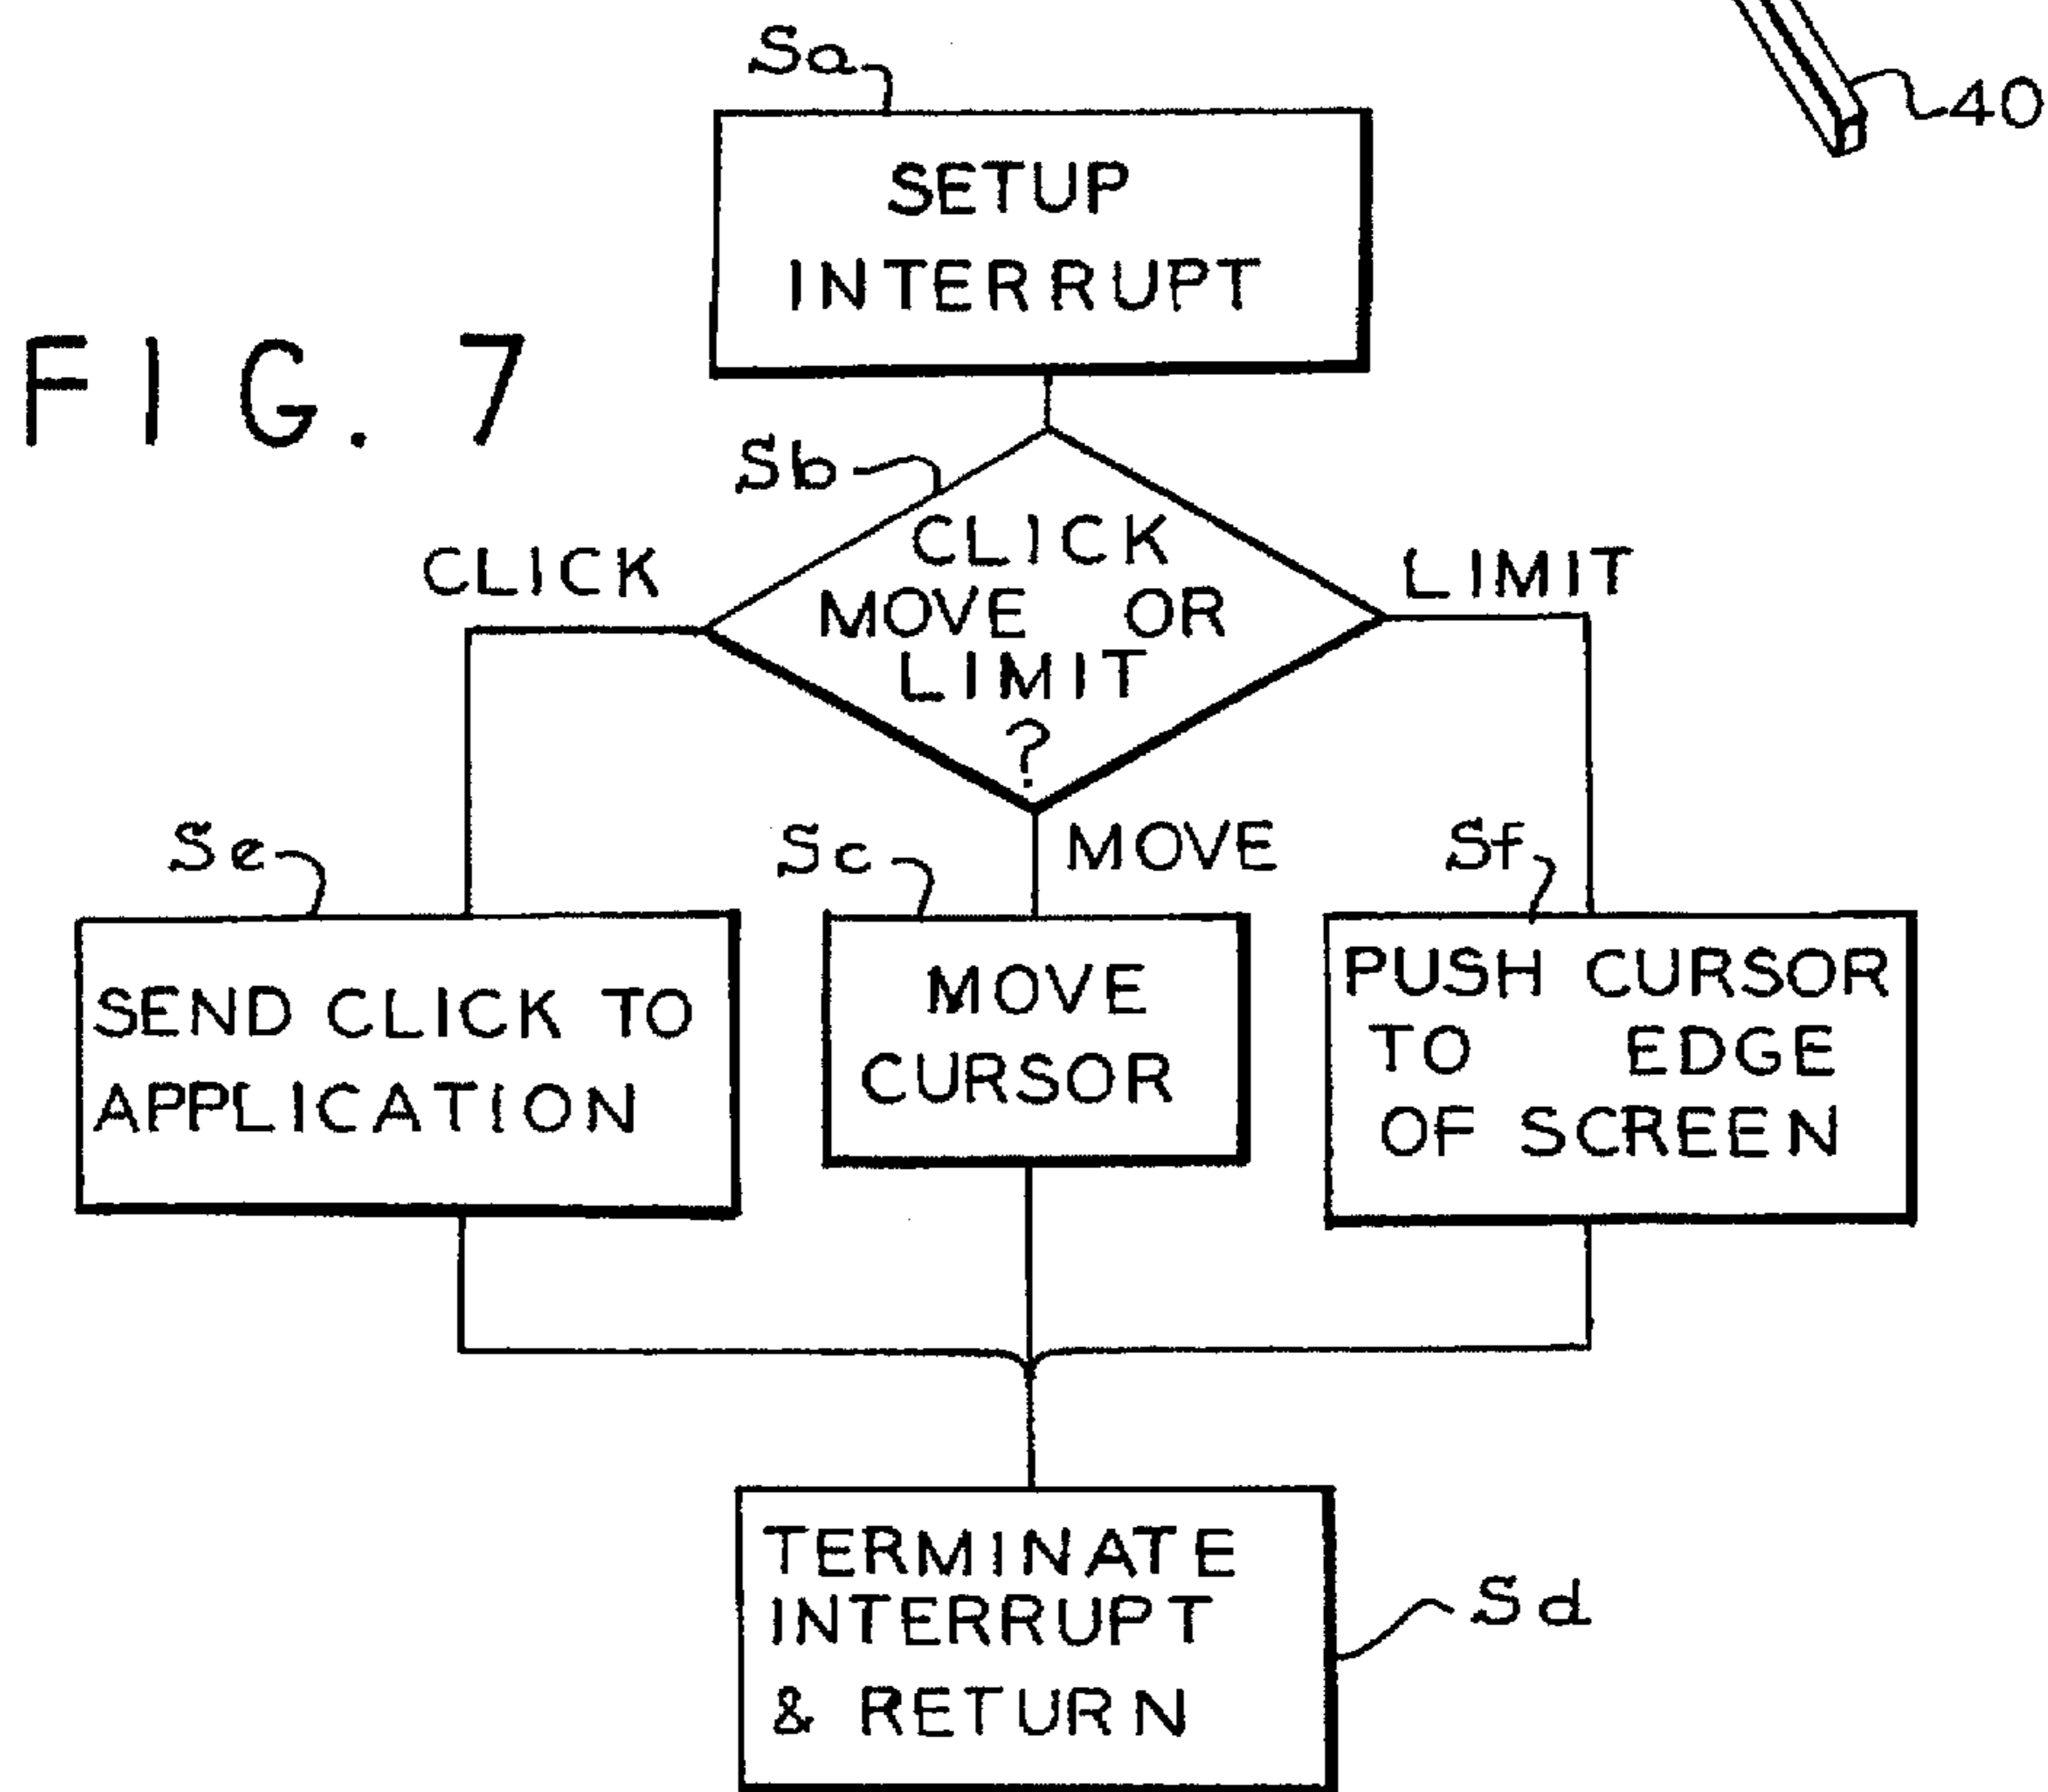 Sa
40
SETUP
INTERRUPT
FIG. 7
Sb
CLICK
MOVE OR
LIMIT
?
CLICK
LIMIT
Se
Sc
MOVE
Sf
SEND CLICK TO
APPLICATION
MOVE
CURSOR
PUSH CURSOR
TO EDGE
OF SCREEN
TERMINATE
INTERRUPT
& RETURN
Sd